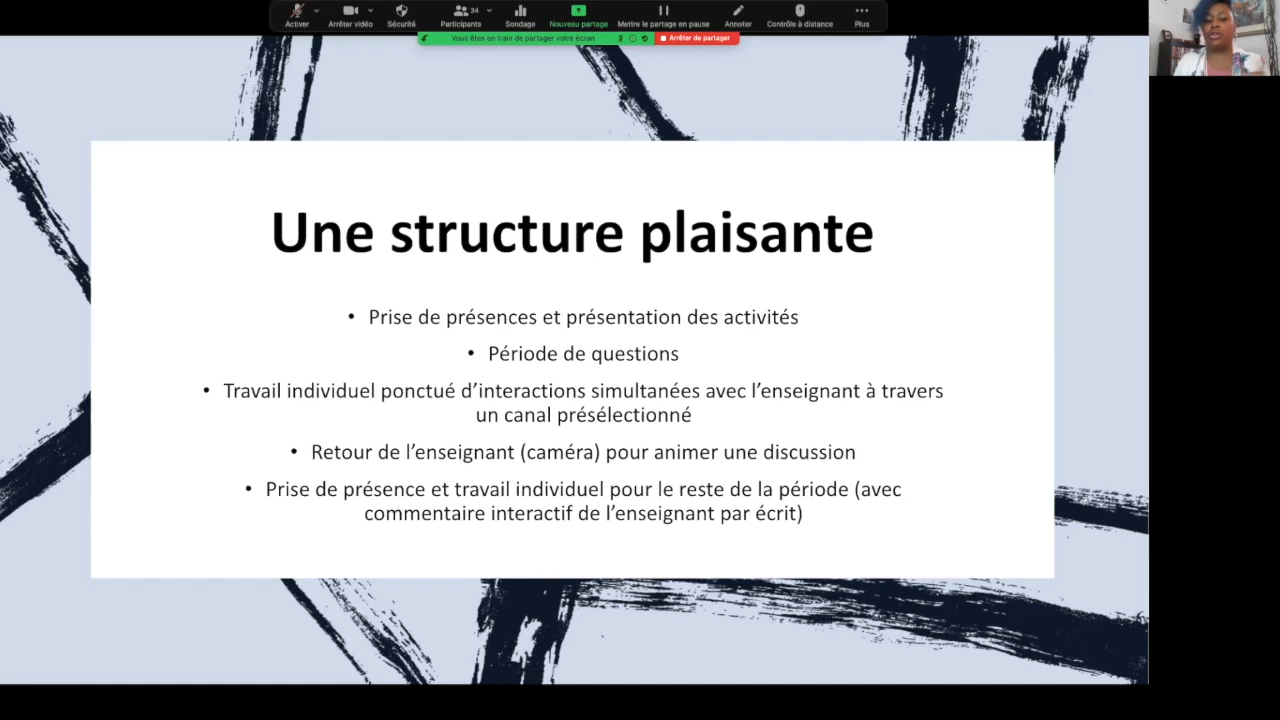 Activer
Arrêter vidéo
Sécurité
Participants
34
Sondage
Nouveau partage
Mettre le partage en pause
Annoter
Contrôle à distance
Plus
Vous êtes en train de partager votre écran
Arrêter de partager
Une structure plaisante
• Prise de présences et présentation des activités
• Période de questions
• Travail individuel ponctué d’interactions simultanées avec l’enseignant à travers
un canal présélectionné
• Retour de l’enseignant (caméra) pour animer une discussion
• Prise de présence et travail individuel pour le reste de la période (avec
commentaire interactif de l’enseignant par écrit)